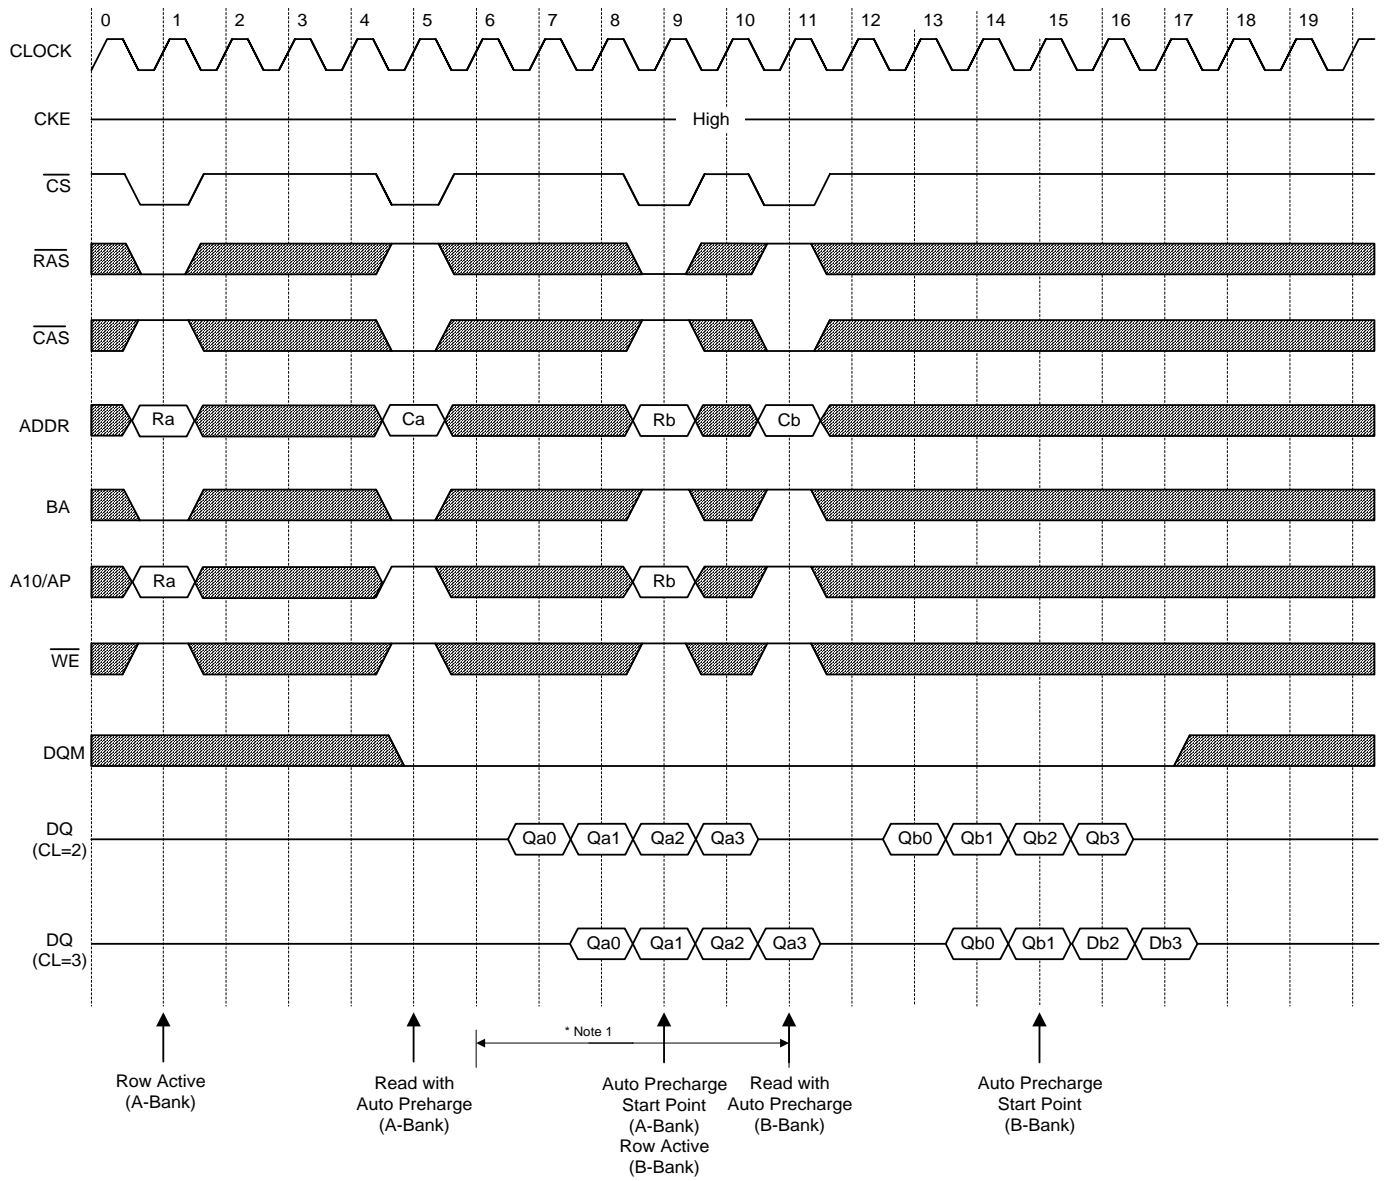 0 1 2 3 4 5 6 7 8 9 10 11 12 13 14 15 16 17 18 19
CLOCK
CKE High
CS
RAS
CAS
ADDR Ra Ca Rb Cb
BA
A10/AP Ra Rb
WE
DQM
DQ
(CL=2)
Qa0 Qa1 Qa2 Qa3 Qb0 Qb1 Qb2 Qb3
DQ
(CL=3)
Qa0 Qa1 Qa2 Qa3 Qb0 Qb1 Db2 Db3
* Note 1
Row Active
(A-Bank)
Read with
Auto Preharge
(A-Bank)
Auto Precharge
Start Point
(A-Bank)
Row Active
(B-Bank)
Read with
Auto Precharge
(B-Bank)
Auto Precharge
Start Point
(B-Bank)